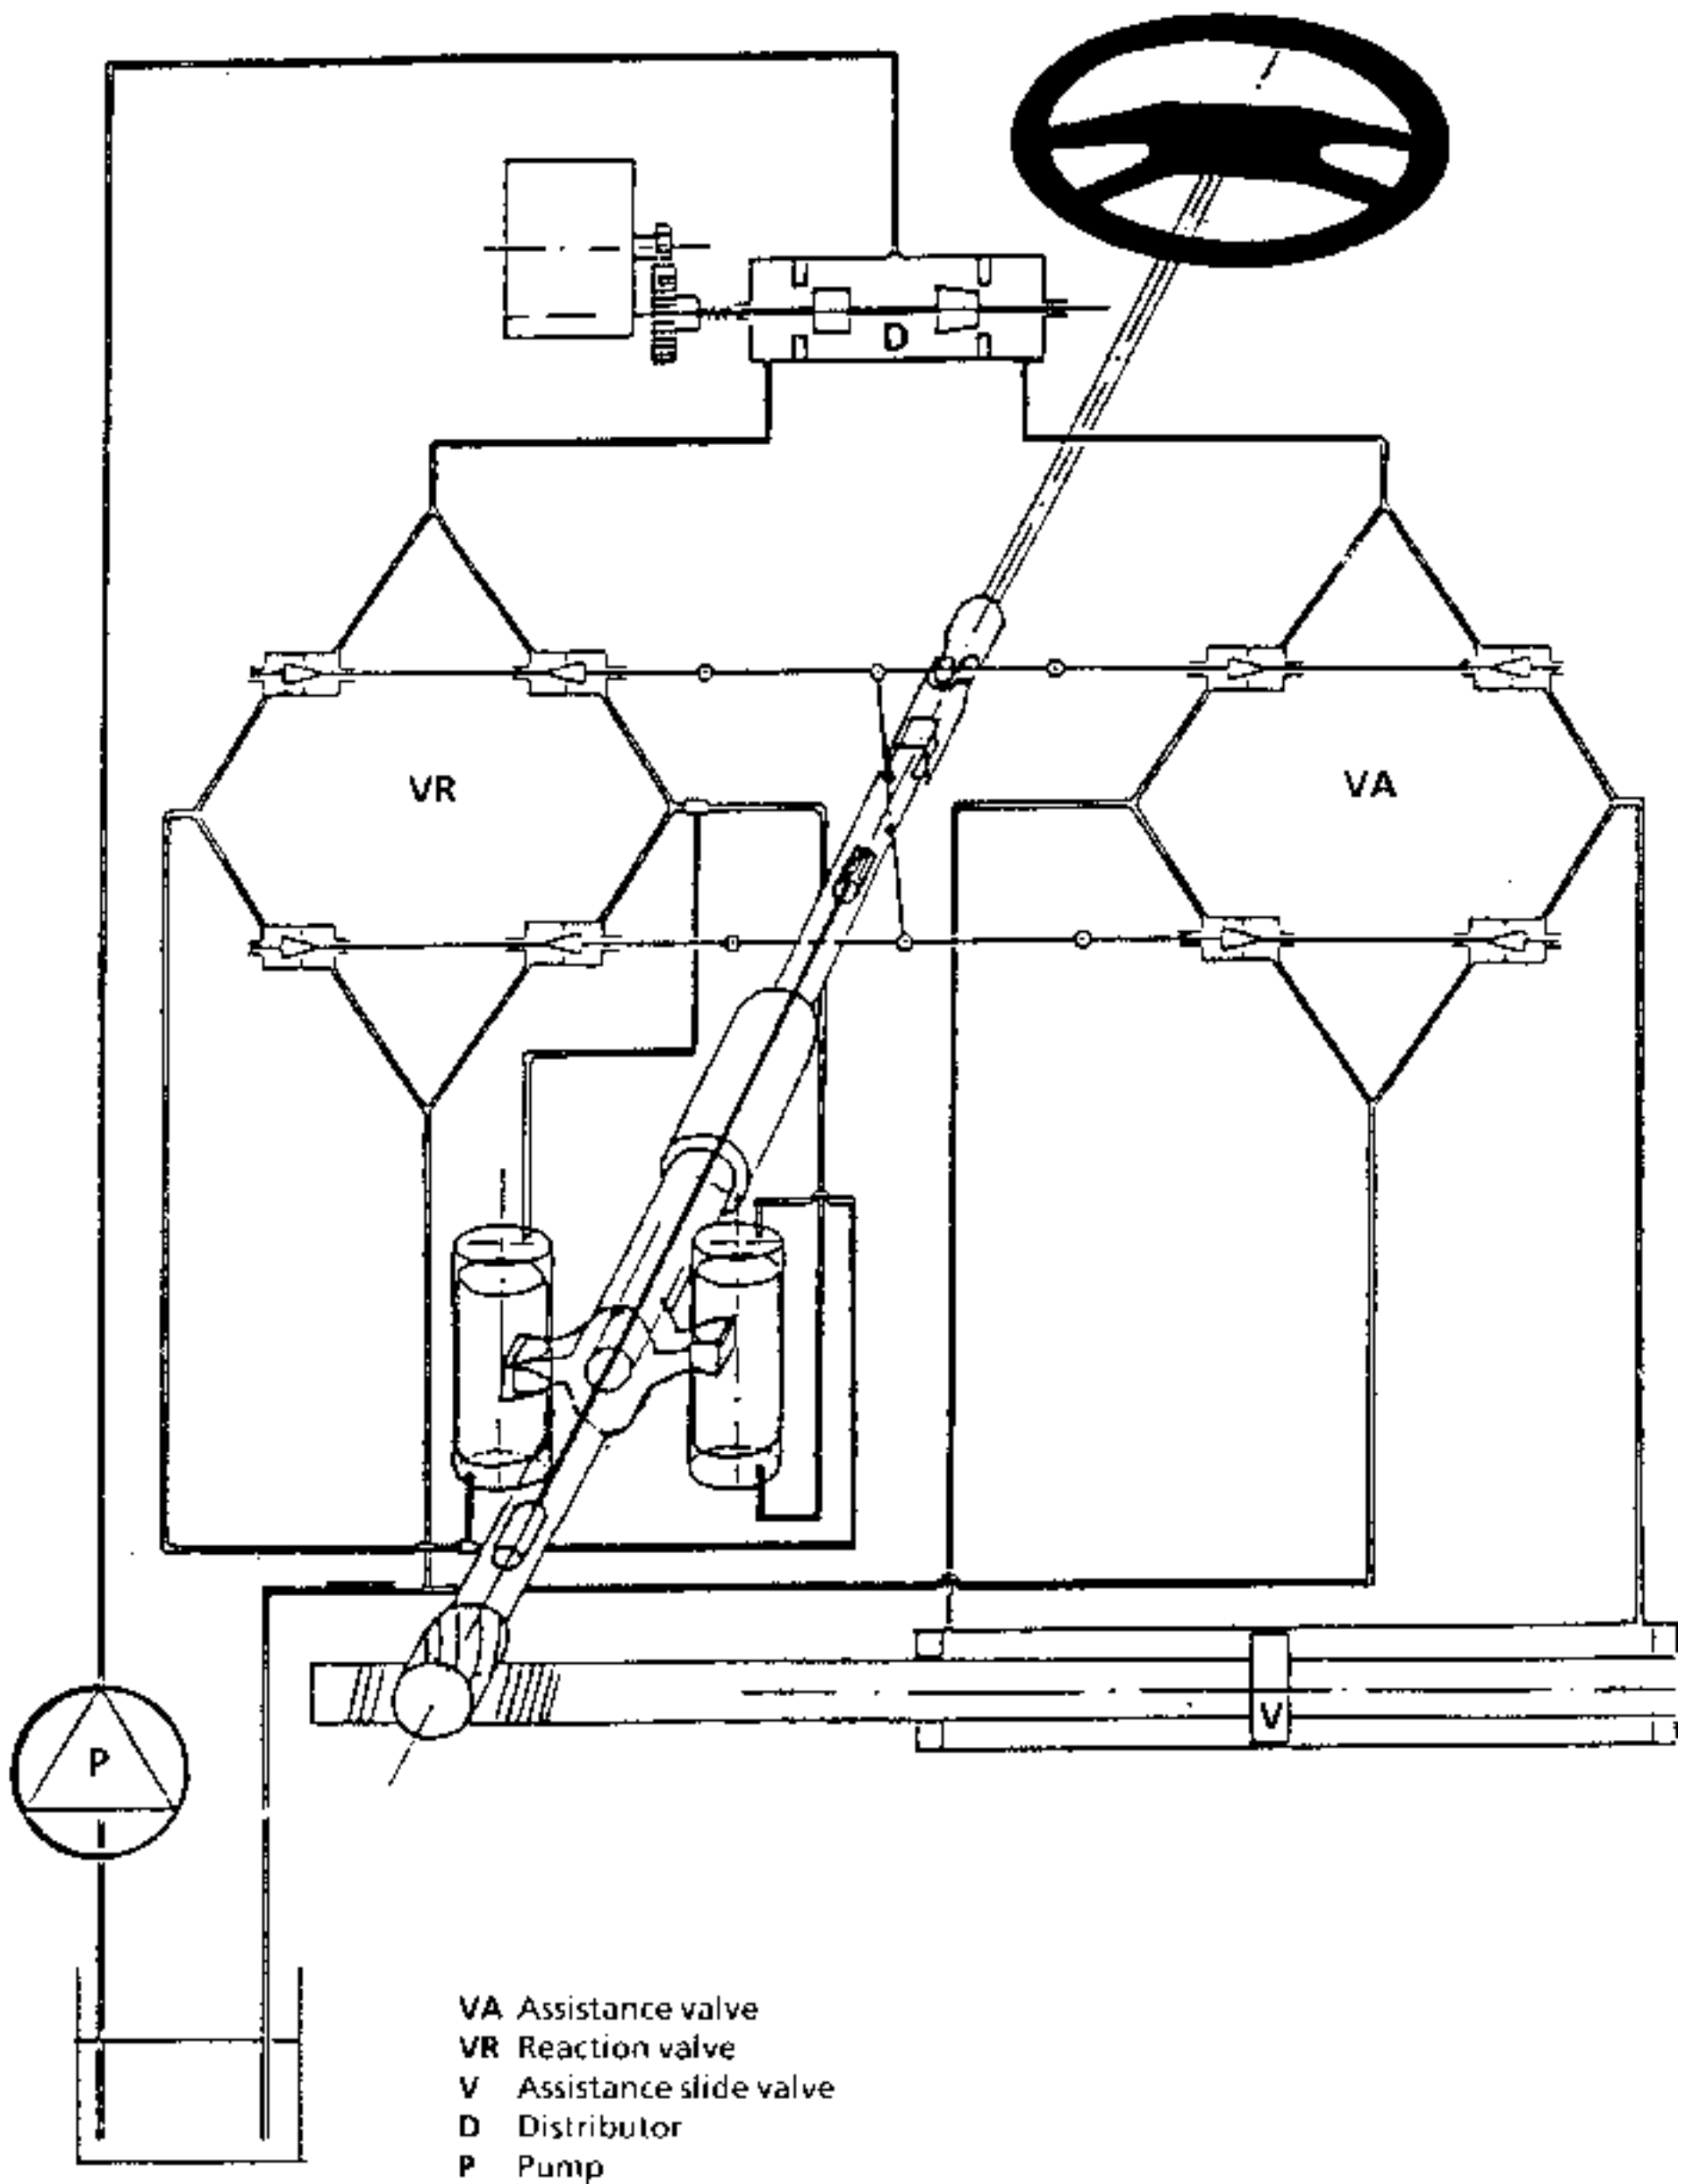 D
VR
VA
V
P
VA Assistance valve
VR Reaction valve
V Assistance slide valve
D Distributor
P Pump